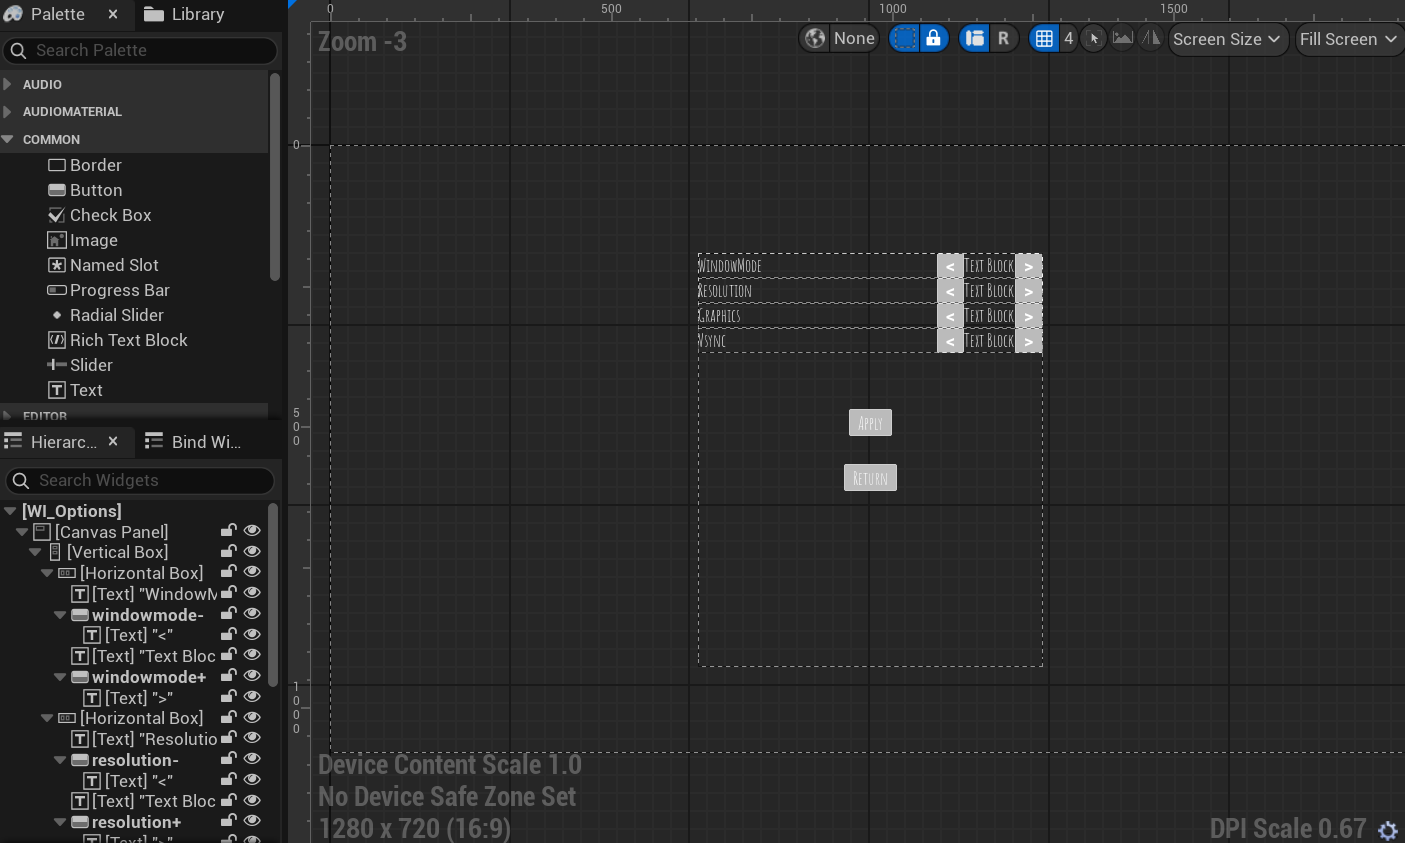 Palette
Library
Search Palette
AUDIO
AUDIOMATERIAL
COMMON
Border
Button
Check Box
Image
Named Slot
Progress Bar
Radial Slider
Rich Text Block
Slider
Text
EDITOR
Hierarc...
Bind Wi...
Search Widgets
[WI_Options]
[Canvas Panel]
[Vertical Box]
[Horizontal Box]
[Text] "WindowM
windowmode-
[Text] "<"
[Text] "Text Bloc
windowmode+
[Text] ">"
[Horizontal Box]
[Text] "Resolutio
resolution-
[Text] "<"
[Text] "Text Bloc
resolution+
[Text] ">"
0 500 1000 1500
Zoom -3
None
R
4
Screen Size
Fill Screen
0
500
1000
WindowMode < Text Block >
Resolution < Text Block >
Graphics < Text Block >
Vsync < Text Block >
Apply
Return
Device Content Scale 1.0
No Device Safe Zone Set
1280 x 720 (16:9)
DPI Scale 0.67